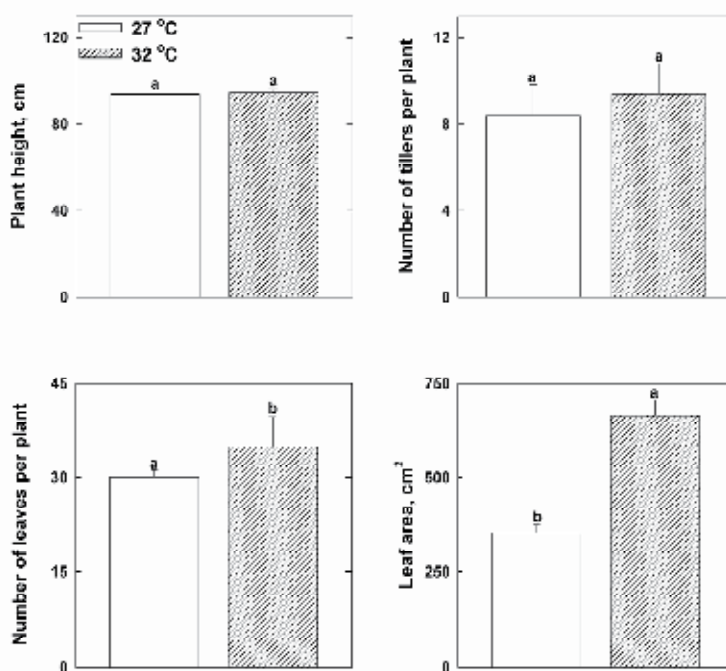 27 °C
32 °C
Plant height, cm
120
80
40
0
a
a
Number of tillers per plant
12
8
4
0
a
a
Number of leaves per plant
45
30
15
0
a
b
Leaf area, cm²
750
500
250
0
b
a